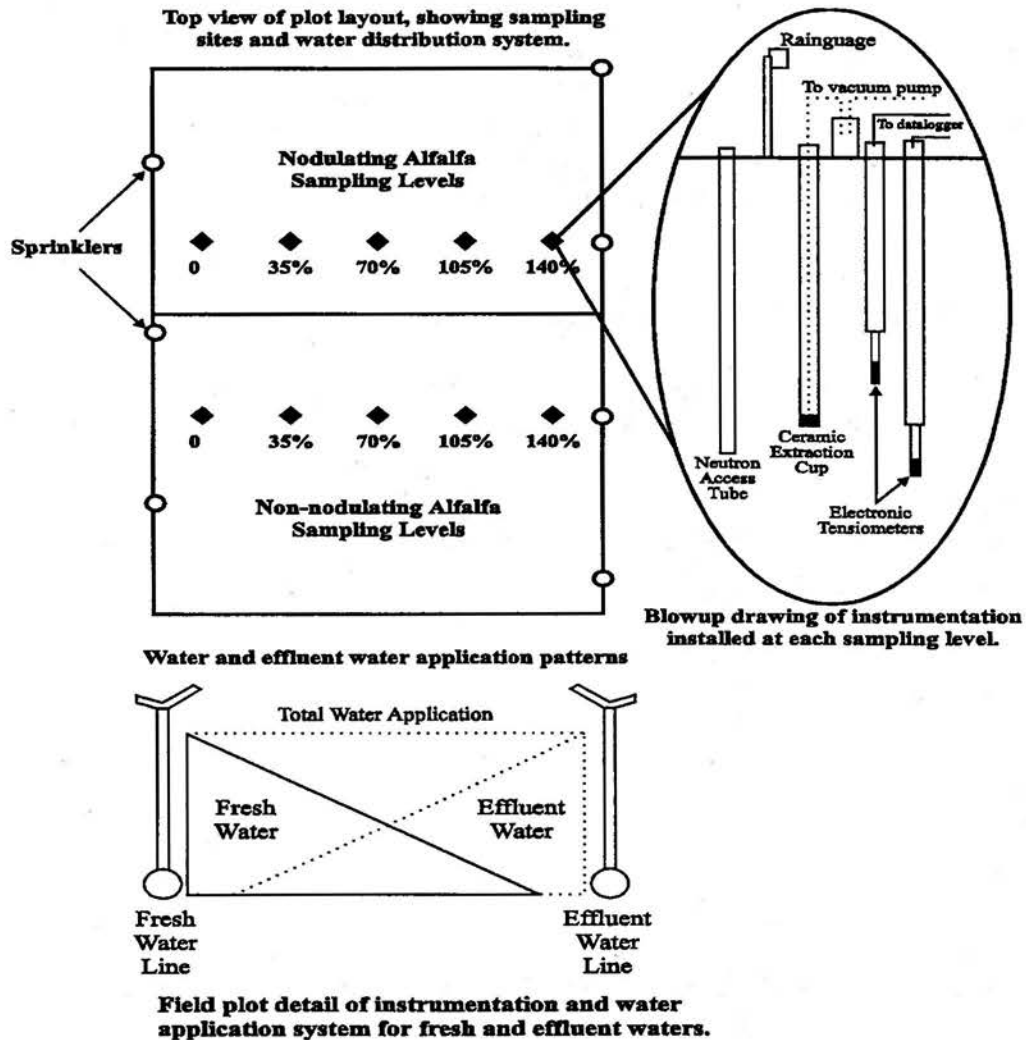 Top view of plot layout, showing sampling
sites and water distribution system.
Rainguage
To vacuum pump
To datalogger
Nodulating Alfalfa
Sampling Levels
Sprinklers
0 35% 70% 105% 140%
0 35% 70% 105% 140%
Non-nodulating Alfalfa
Sampling Levels
Neutron
Access
Tube
Ceramic
Extraction
Cup
Electronic
Tensiometers
Blowup drawing of instrumentation
installed at each sampling level.
Water and effluent water application patterns
Total Water Application
Fresh
Water
Effluent
Water
Fresh
Water
Line
Effluent
Water
Line
Field plot detail of instrumentation and water
application system for fresh and effluent waters.